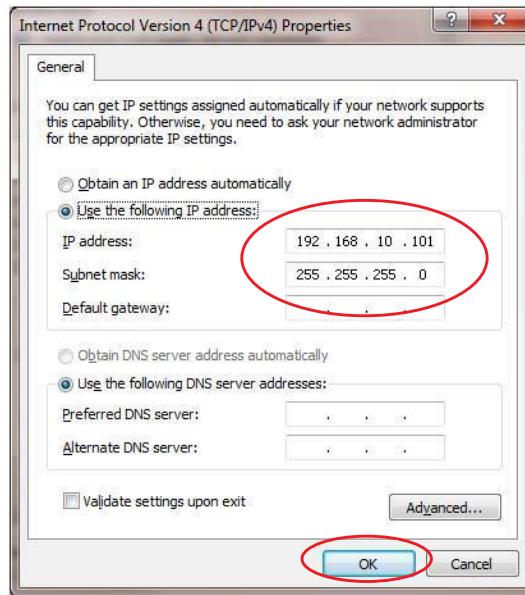 Internet Protocol Version 4 (TCP/IPv4) Properties
General
You can get IP settings assigned automatically if your network supports
this capability. Otherwise, you need to ask your network administrator
for the appropriate IP settings.
Obtain an IP address automatically
Use the following IP address:
IP address: 192 . 168 . 10 . 101
Subnet mask: 255 . 255 . 255 . 0
Default gateway: . . .
Obtain DNS server address automatically
Use the following DNS server addresses:
Preferred DNS server: . . .
Alternate DNS server: . . .
Validate settings upon exit
Advanced...
OK Cancel